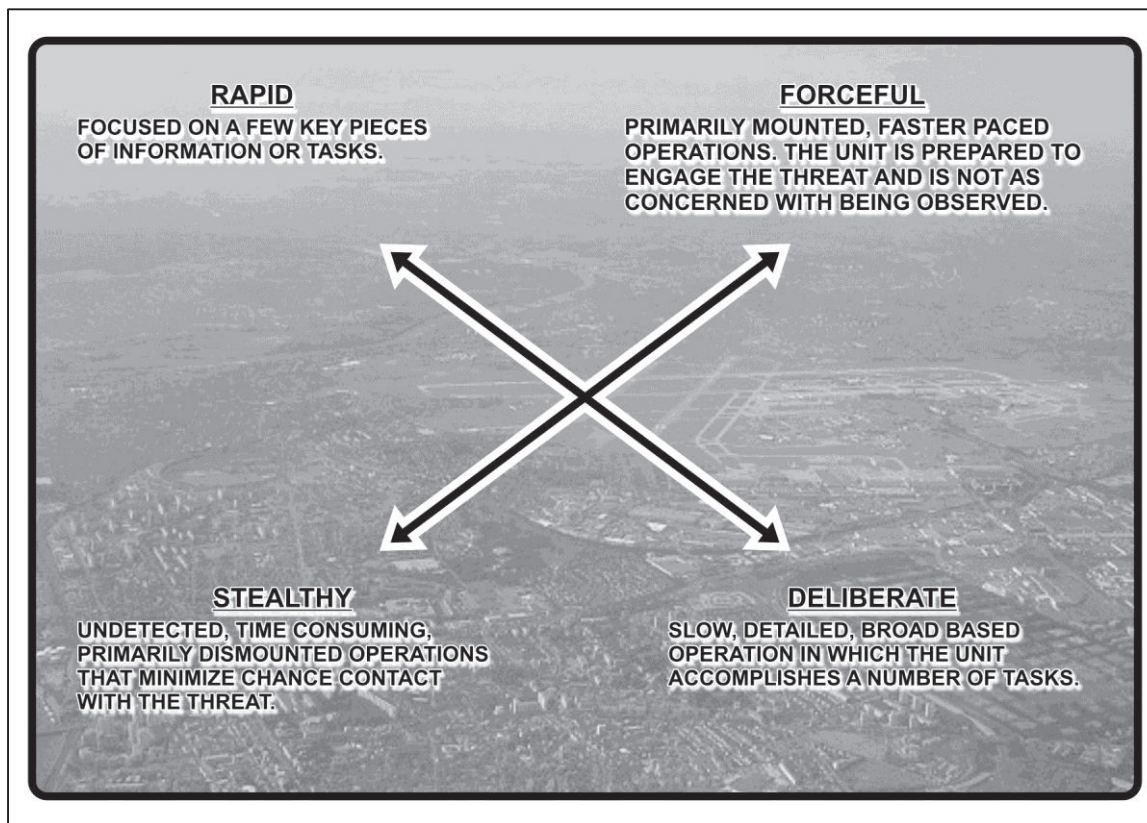 RAPID
FOCUSED ON A FEW KEY PIECES
OF INFORMATION OR TASKS.
FORCEFUL
PRIMARILY MOUNTED, FASTER PACED
OPERATIONS. THE UNIT IS PREPARED TO
ENGAGE THE THREAT AND IS NOT AS
CONCERNED WITH BEING OBSERVED.
STEALTHY
UNDETECTED, TIME CONSUMING,
PRIMARILY DISMOUNTED OPERATIONS
THAT MINIMIZE CHANCE CONTACT
WITH THE THREAT.
DELIBERATE
SLOW, DETAILED, BROAD BASED
OPERATION IN WHICH THE UNIT
ACCOMPLISHES A NUMBER OF TASKS.